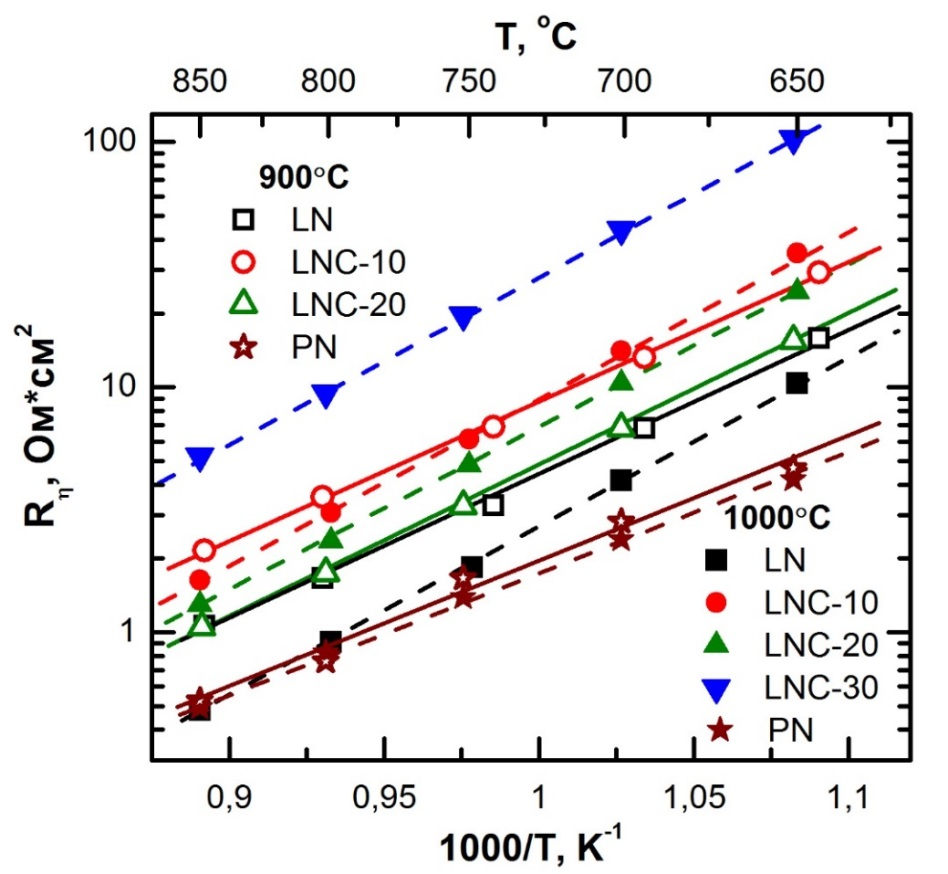 T, °C
850 800 750 700 650
100
10
1
R_η, Ом*см²
900°C
LN
LNC-10
LNC-20
PN
1000°C
LN
LNC-10
LNC-20
LNC-30
PN
0,9 0,95 1 1,05 1,1
1000/T, K⁻¹